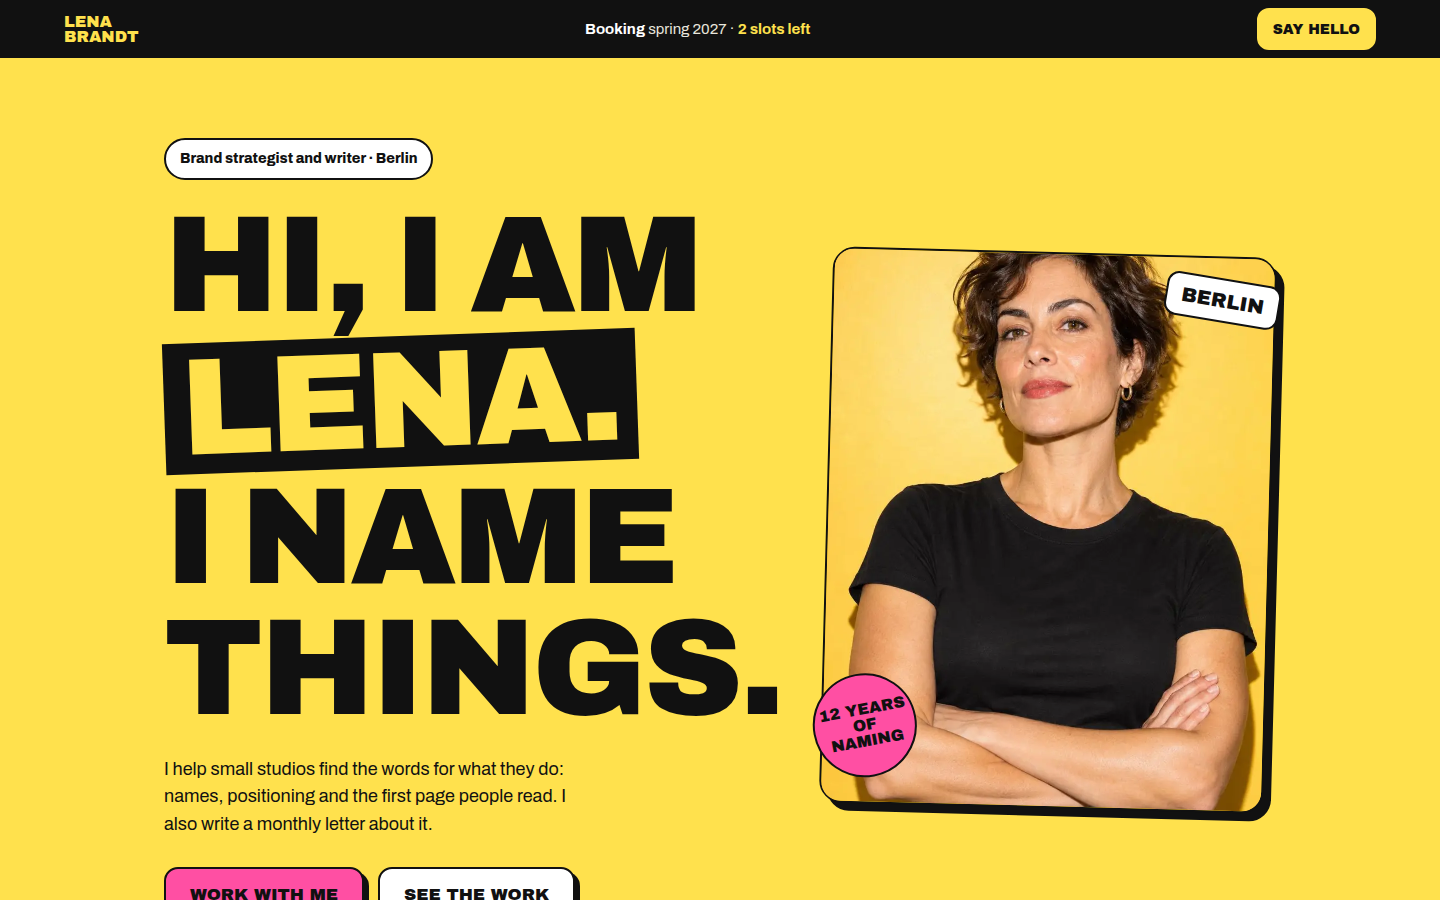 LENA
BRANDT
Booking spring 2027 · 2 slots left
SAY HELLO
Brand strategist and writer · Berlin
HI, I AM
LENA.
I NAME
THINGS.
BERLIN
12 YEARS
OF
NAMING
I help small studios find the words for what they do:
names, positioning and the first page people read. I
also write a monthly letter about it.
WORK WITH ME
SEE THE WORK